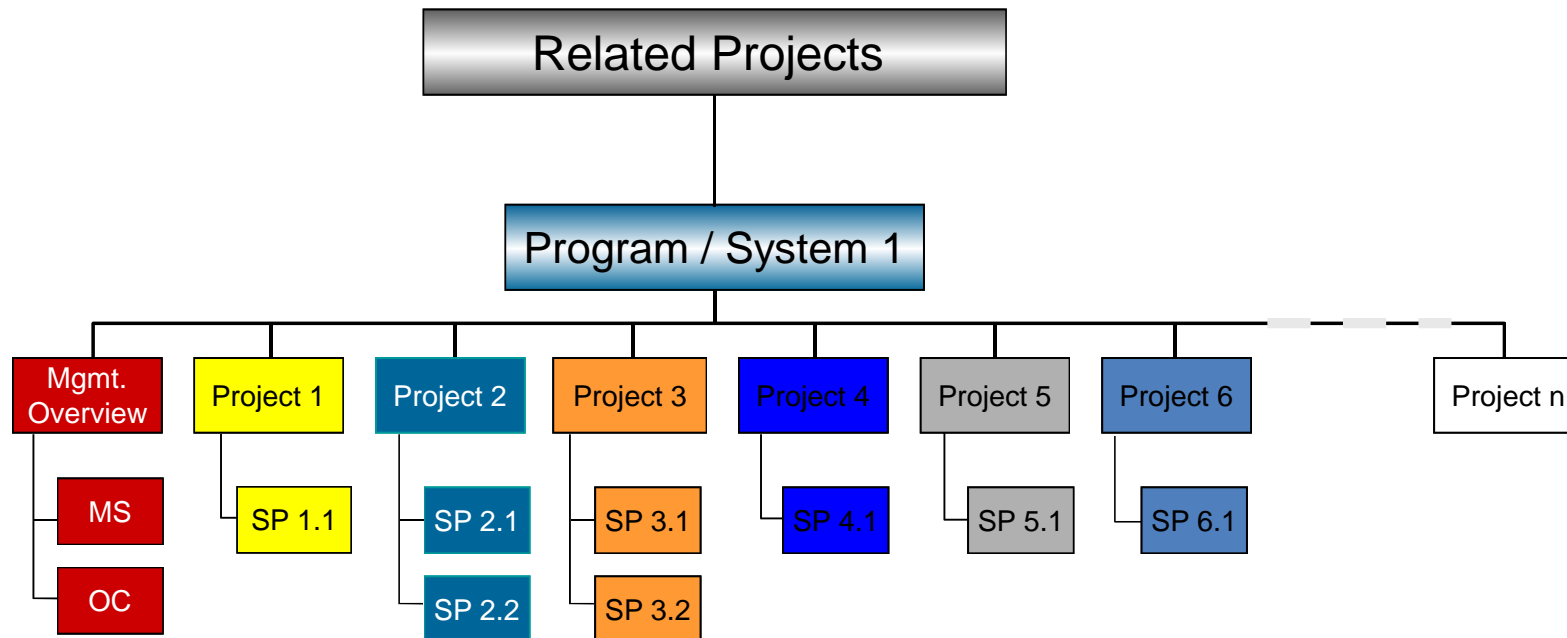 Related Projects
Program / System 1
Mgmt.
Overview
Project 1
Project 2
Project 3
Project 4
Project 5
Project 6
Project n
MS
SP 1.1
SP 2.1
SP 3.1
SP 4.1
SP 5.1
SP 6.1
OC
SP 2.2
SP 3.2